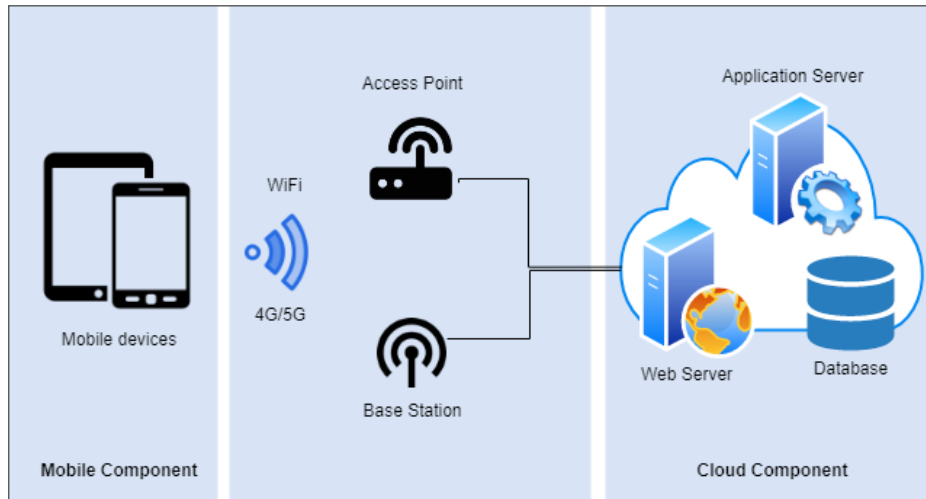 Access Point
Application Server
WiFi
4G/5G
Mobile devices
Base Station
Web Server
Database
Mobile Component
Cloud Component